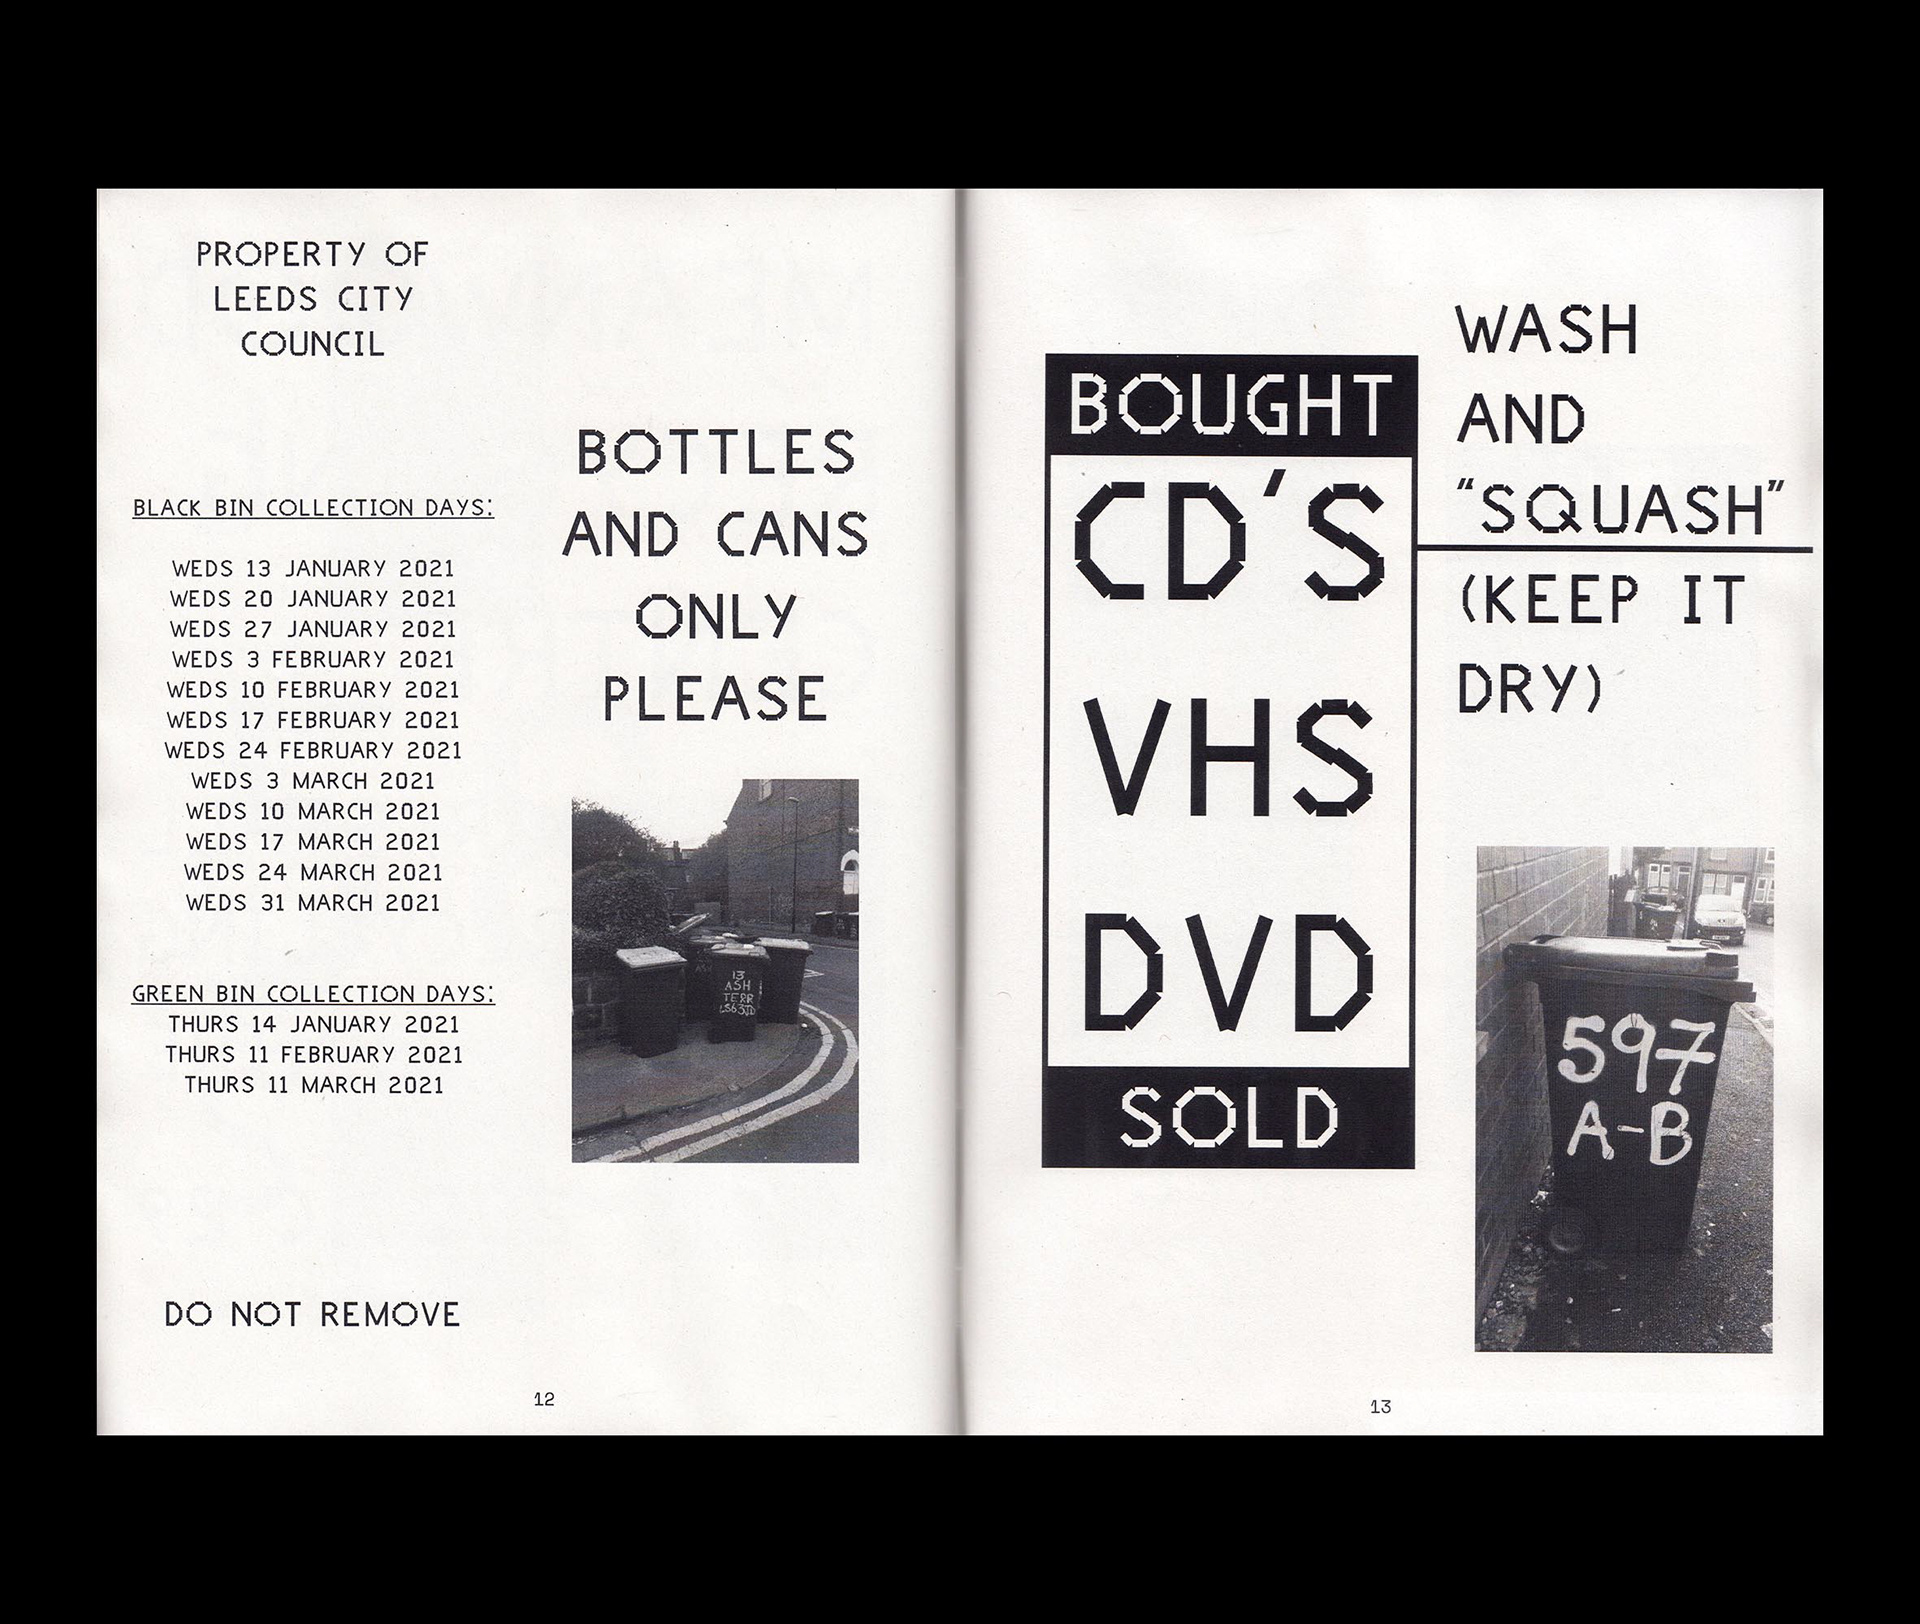 PROPERTY OF
LEEDS CITY
COUNCIL
BLACK BIN COLLECTION DAYS:
WEDS 13 JANUARY 2021
WEDS 20 JANUARY 2021
WEDS 27 JANUARY 2021
WEDS 3 FEBRUARY 2021
WEDS 10 FEBRUARY 2021
WEDS 17 FEBRUARY 2021
WEDS 24 FEBRUARY 2021
WEDS 3 MARCH 2021
WEDS 10 MARCH 2021
WEDS 17 MARCH 2021
WEDS 24 MARCH 2021
WEDS 31 MARCH 2021
GREEN BIN COLLECTION DAYS:
THURS 14 JANUARY 2021
THURS 11 FEBRUARY 2021
THURS 11 MARCH 2021
DO NOT REMOVE
BOTTLES
AND CANS
ONLY
PLEASE
ASH
13
ASH
TERR
LS63JD
12
BOUGHT
CD'S
VHS
DVD
SOLD
WASH
AND
“SQUASH”
(KEEP IT
DRY)
597
A-B
13